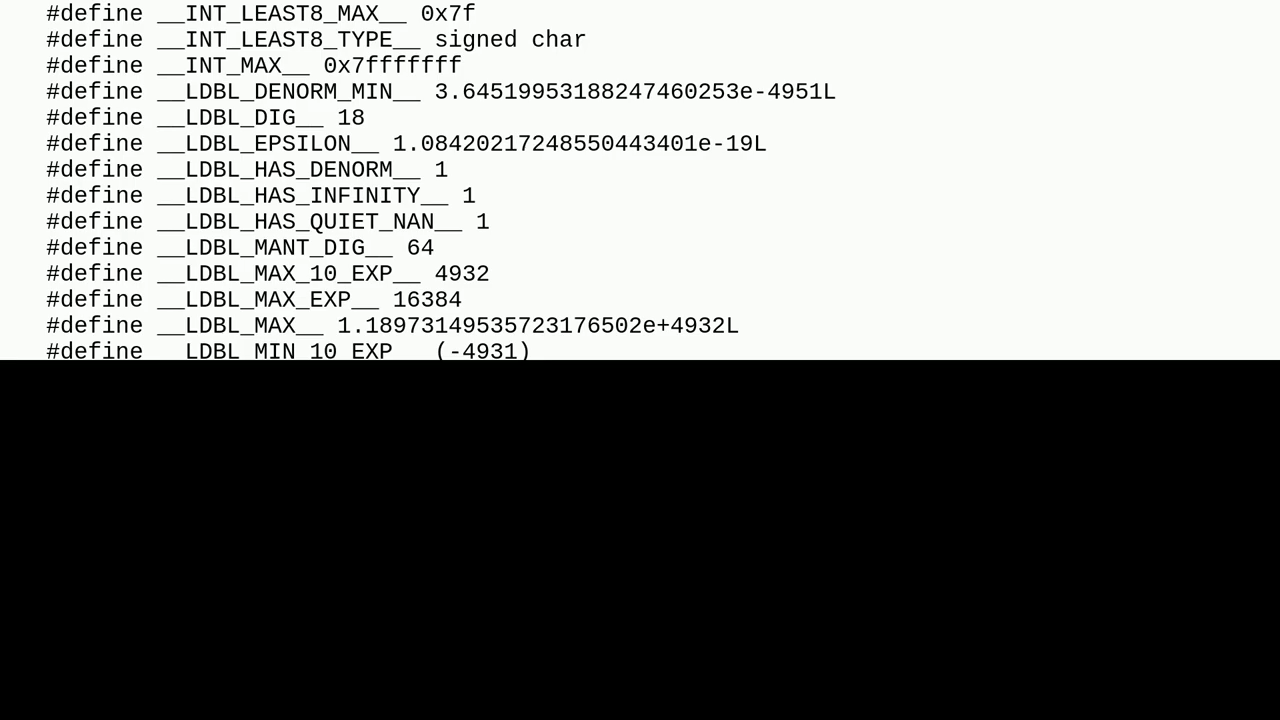 #define __INT_LEAST8_MAX__ 0x7f
#define __INT_LEAST8_TYPE__ signed char
#define __INT_MAX__ 0x7fffffff
#define __LDBL_DENORM_MIN__ 3.64519953188247460253e-4951L
#define __LDBL_DIG__ 18
#define __LDBL_EPSILON__ 1.08420217248550443401e-19L
#define __LDBL_HAS_DENORM__ 1
#define __LDBL_HAS_INFINITY__ 1
#define __LDBL_HAS_QUIET_NAN__ 1
#define __LDBL_MANT_DIG__ 64
#define __LDBL_MAX_10_EXP__ 4932
#define __LDBL_MAX_EXP__ 16384
#define __LDBL_MAX__ 1.18973149535723176502e+4932L
#define __LDBL_MIN_10_EXP__ (-4931)